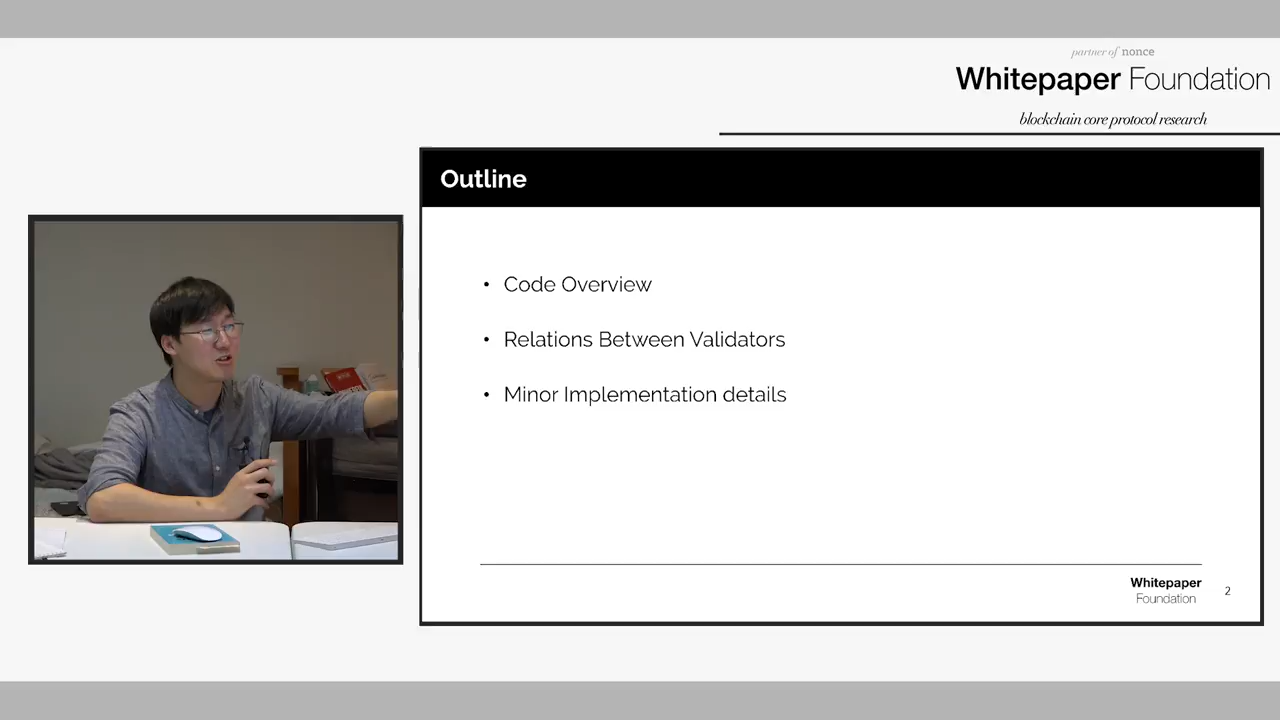 partner of nonce
Whitepaper Foundation
blockchain core protocol research
Outline
• Code Overview
• Relations Between Validators
• Minor Implementation details
Whitepaper
Foundation
2